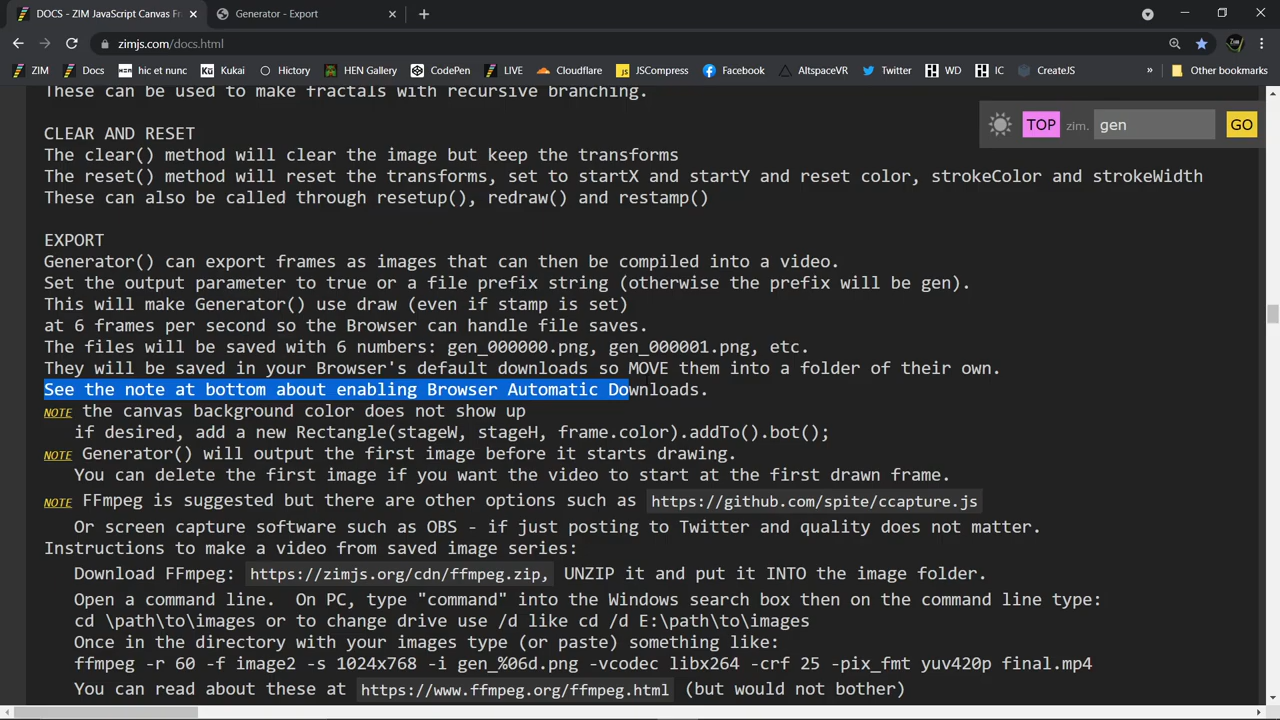 DOCS - ZIM JavaScript Canvas Fr
Generator - Export
zimjs.com/docs.html
ZIM
Docs
hic et nunc
Kukai
Hictory
HEN Gallery
CodePen
LIVE
Cloudflare
JSCompress
Facebook
AltspaceVR
Twitter
WD
IC
CreateJS
»
Other bookmarks
These can be used to make fractals with recursive branching.
TOP
zim.
gen
GO
CLEAR AND RESET
The clear() method will clear the image but keep the transforms
The reset() method will reset the transforms, set to startX and startY and reset color, strokeColor and strokeWidth
These can also be called through resetup(), redraw() and restamp()
EXPORT
Generator() can export frames as images that can then be compiled into a video.
Set the output parameter to true or a file prefix string (otherwise the prefix will be gen).
This will make Generator() use draw (even if stamp is set)
at 6 frames per second so the Browser can handle file saves.
The files will be saved with 6 numbers: gen_000000.png, gen_000001.png, etc.
They will be saved in your Browser's default downloads so MOVE them into a folder of their own.
See the note at bottom about enabling Browser Automatic Downloads.
NOTE the canvas background color does not show up
if desired, add a new Rectangle(stageW, stageH, frame.color).addTo().bot();
NOTE Generator() will output the first image before it starts drawing.
You can delete the first image if you want the video to start at the first drawn frame.
NOTE FFmpeg is suggested but there are other options such as https://github.com/spite/ccapture.js
Or screen capture software such as OBS - if just posting to Twitter and quality does not matter.
Instructions to make a video from saved image series:
Download FFmpeg: https://zimjs.org/cdn/ffmpeg.zip, UNZIP it and put it INTO the image folder.
Open a command line. On PC, type "command" into the Windows search box then on the command line type:
cd \path\to\images or to change drive use /d like cd /d E:\path\to\images
Once in the directory with your images type (or paste) something like:
ffmpeg -r 60 -f image2 -s 1024x768 -i gen_%06d.png -vcodec libx264 -crf 25 -pix_fmt yuv420p final.mp4
You can read about these at https://www.ffmpeg.org/ffmpeg.html (but would not bother)